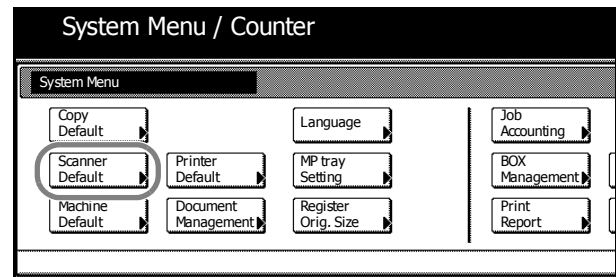 System Menu / Counter
System Menu
Copy
Default
Language
Job
Accounting
Scanner
Default
Printer
Default
MP tray
Setting
BOX
Management
Machine
Default
Document
Management
Register
Orig. Size
Print
Report